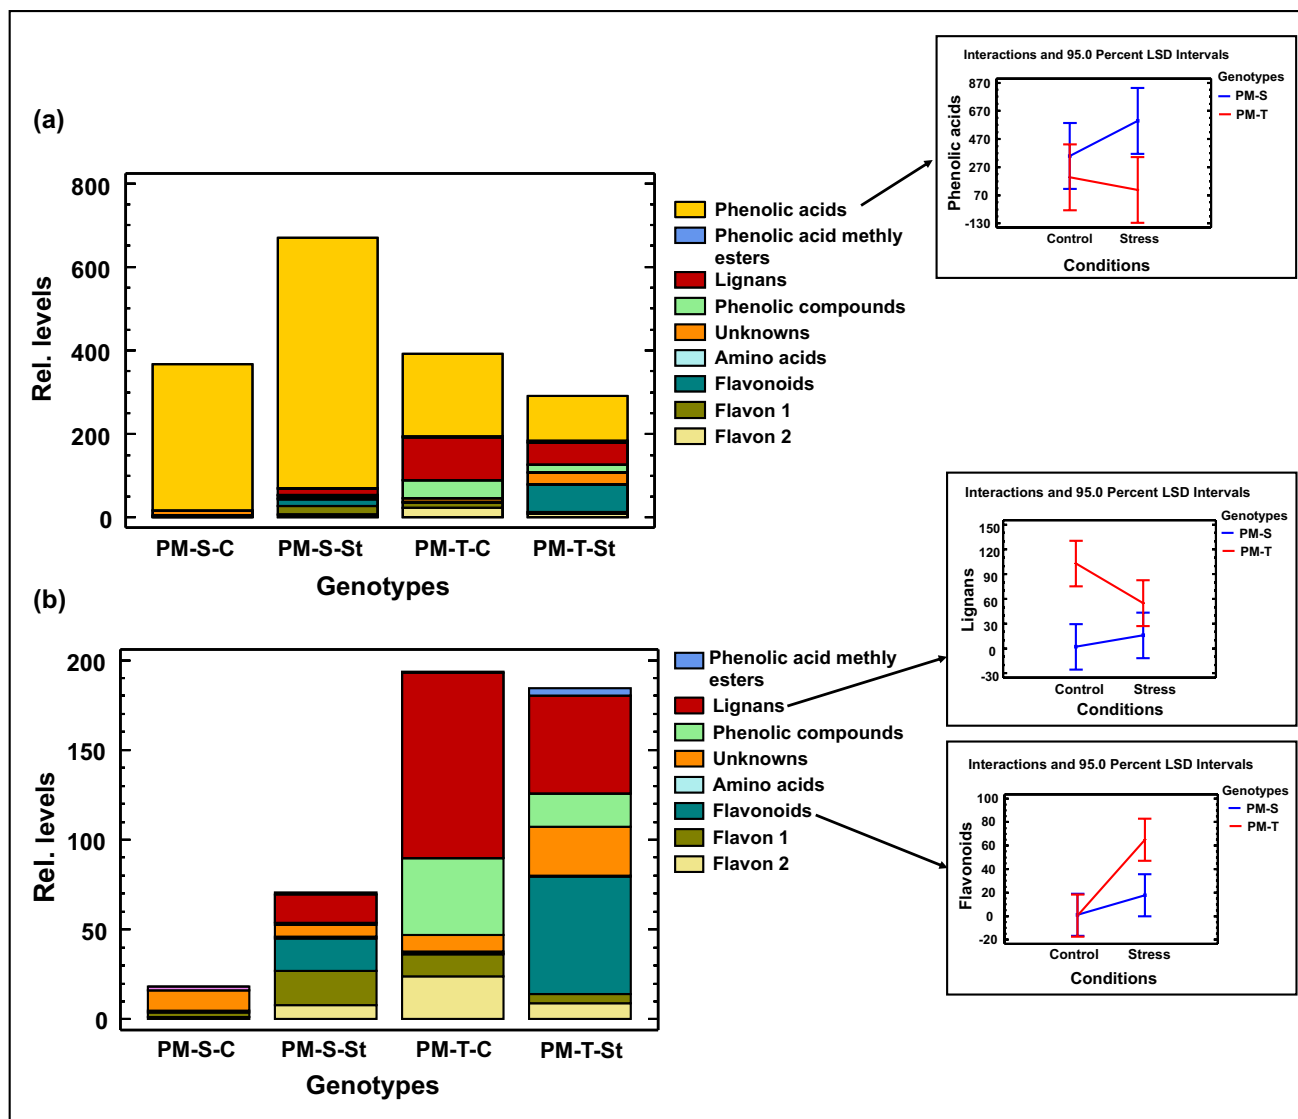 (a)
800
600
400
200
0
Rel. levels
PM-S-C
PM-S-St
PM-T-C
PM-T-St
Genotypes
Phenolic acids
Phenolic acid methly
esters
Lignans
Phenolic compounds
Unknowns
Amino acids
Flavonoids
Flavon 1
Flavon 2
Interactions and 95.0 Percent LSD Intervals
Genotypes
PM-S
PM-T
870
670
470
270
70
-130
Phenolic acids
Control
Stress
Conditions
(b)
200
150
100
50
0
Rel. levels
PM-S-C
PM-S-St
PM-T-C
PM-T-St
Genotypes
Phenolic acid methly
esters
Lignans
Phenolic compounds
Unknowns
Amino acids
Flavonoids
Flavon 1
Flavon 2
Interactions and 95.0 Percent LSD Intervals
Genotypes
PM-S
PM-T
150
120
90
60
30
0
-30
Lignans
Control
Stress
Conditions
Interactions and 95.0 Percent LSD Intervals
Genotypes
PM-S
PM-T
100
80
60
40
20
0
-20
Flavonoids
Control
Stress
Conditions